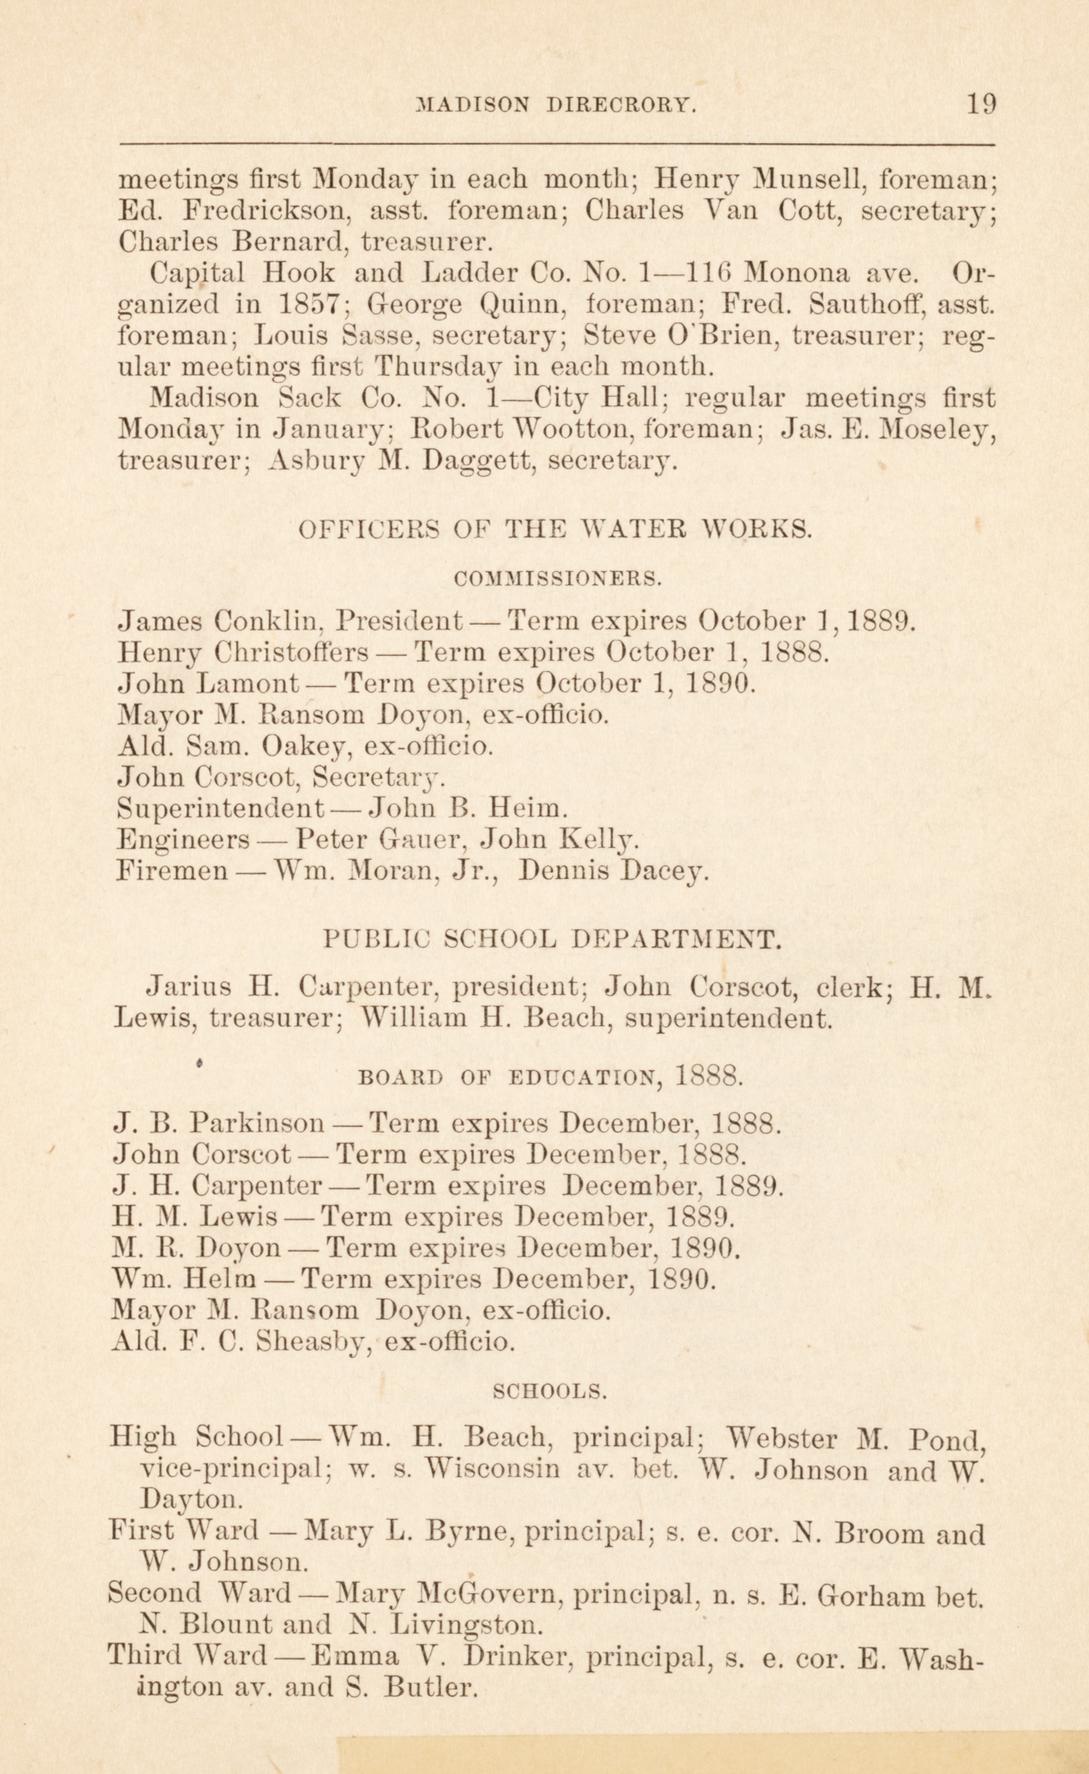 MADISON DIRECRORY. 19
meetings first Monday in each month; Henry Munsell, foreman;
Ed. Fredrickson, asst. foreman; Charles Van Cott, secretary;
Charles Bernard, treasurer.
Capital Hook and Ladder Co. No. 1—116 Monona ave. Or-
ganized in 1857; George Quinn, foreman; Fred. Sauthoff, asst.
foreman; Louis Sasse, secretary; Steve O'Brien, treasurer; reg-
ular meetings first Thursday in each month.
Madison Sack Co. No. 1—City Hall; regular meetings first
Monday in January; Robert Wootton, foreman; Jas. E. Moseley,
treasurer; Asbury M. Daggett, secretary.
OFFICERS OF THE WATER WORKS.
COMMISSIONERS.
James Conklin, President — Term expires October 1, 1889.
Henry Christoffers — Term expires October 1, 1888.
John Lamont — Term expires October 1, 1890.
Mayor M. Ransom Doyon, ex-officio.
Ald. Sam. Oakey, ex-officio.
John Corscot, Secretary.
Superintendent — John B. Heim.
Engineers — Peter Gauer, John Kelly.
Firemen — Wm. Moran, Jr., Dennis Dacey.
PUBLIC SCHOOL DEPARTMENT.
Jarius H. Carpenter, president; John Corscot, clerk; H. M.
Lewis, treasurer; William H. Beach, superintendent.
BOARD OF EDUCATION, 1888.
J. B. Parkinson — Term expires December, 1888.
John Corscot — Term expires December, 1888.
J. H. Carpenter — Term expires December, 1889.
H. M. Lewis — Term expires December, 1889.
M. R. Doyon — Term expires December, 1890.
Wm. Helm — Term expires December, 1890.
Mayor M. Ransom Doyon, ex-officio.
Ald. F. C. Sheasby, ex-officio.
SCHOOLS.
High School — Wm. H. Beach, principal; Webster M. Pond,
vice-principal; w. s. Wisconsin av. bet. W. Johnson and W.
Dayton.
First Ward — Mary L. Byrne, principal; s. e. cor. N. Broom and
W. Johnson.
Second Ward — Mary McGovern, principal, n. s. E. Gorham bet.
N. Blount and N. Livingston.
Third Ward — Emma V. Drinker, principal, s. e. cor. E. Wash-
ington av. and S. Butler.